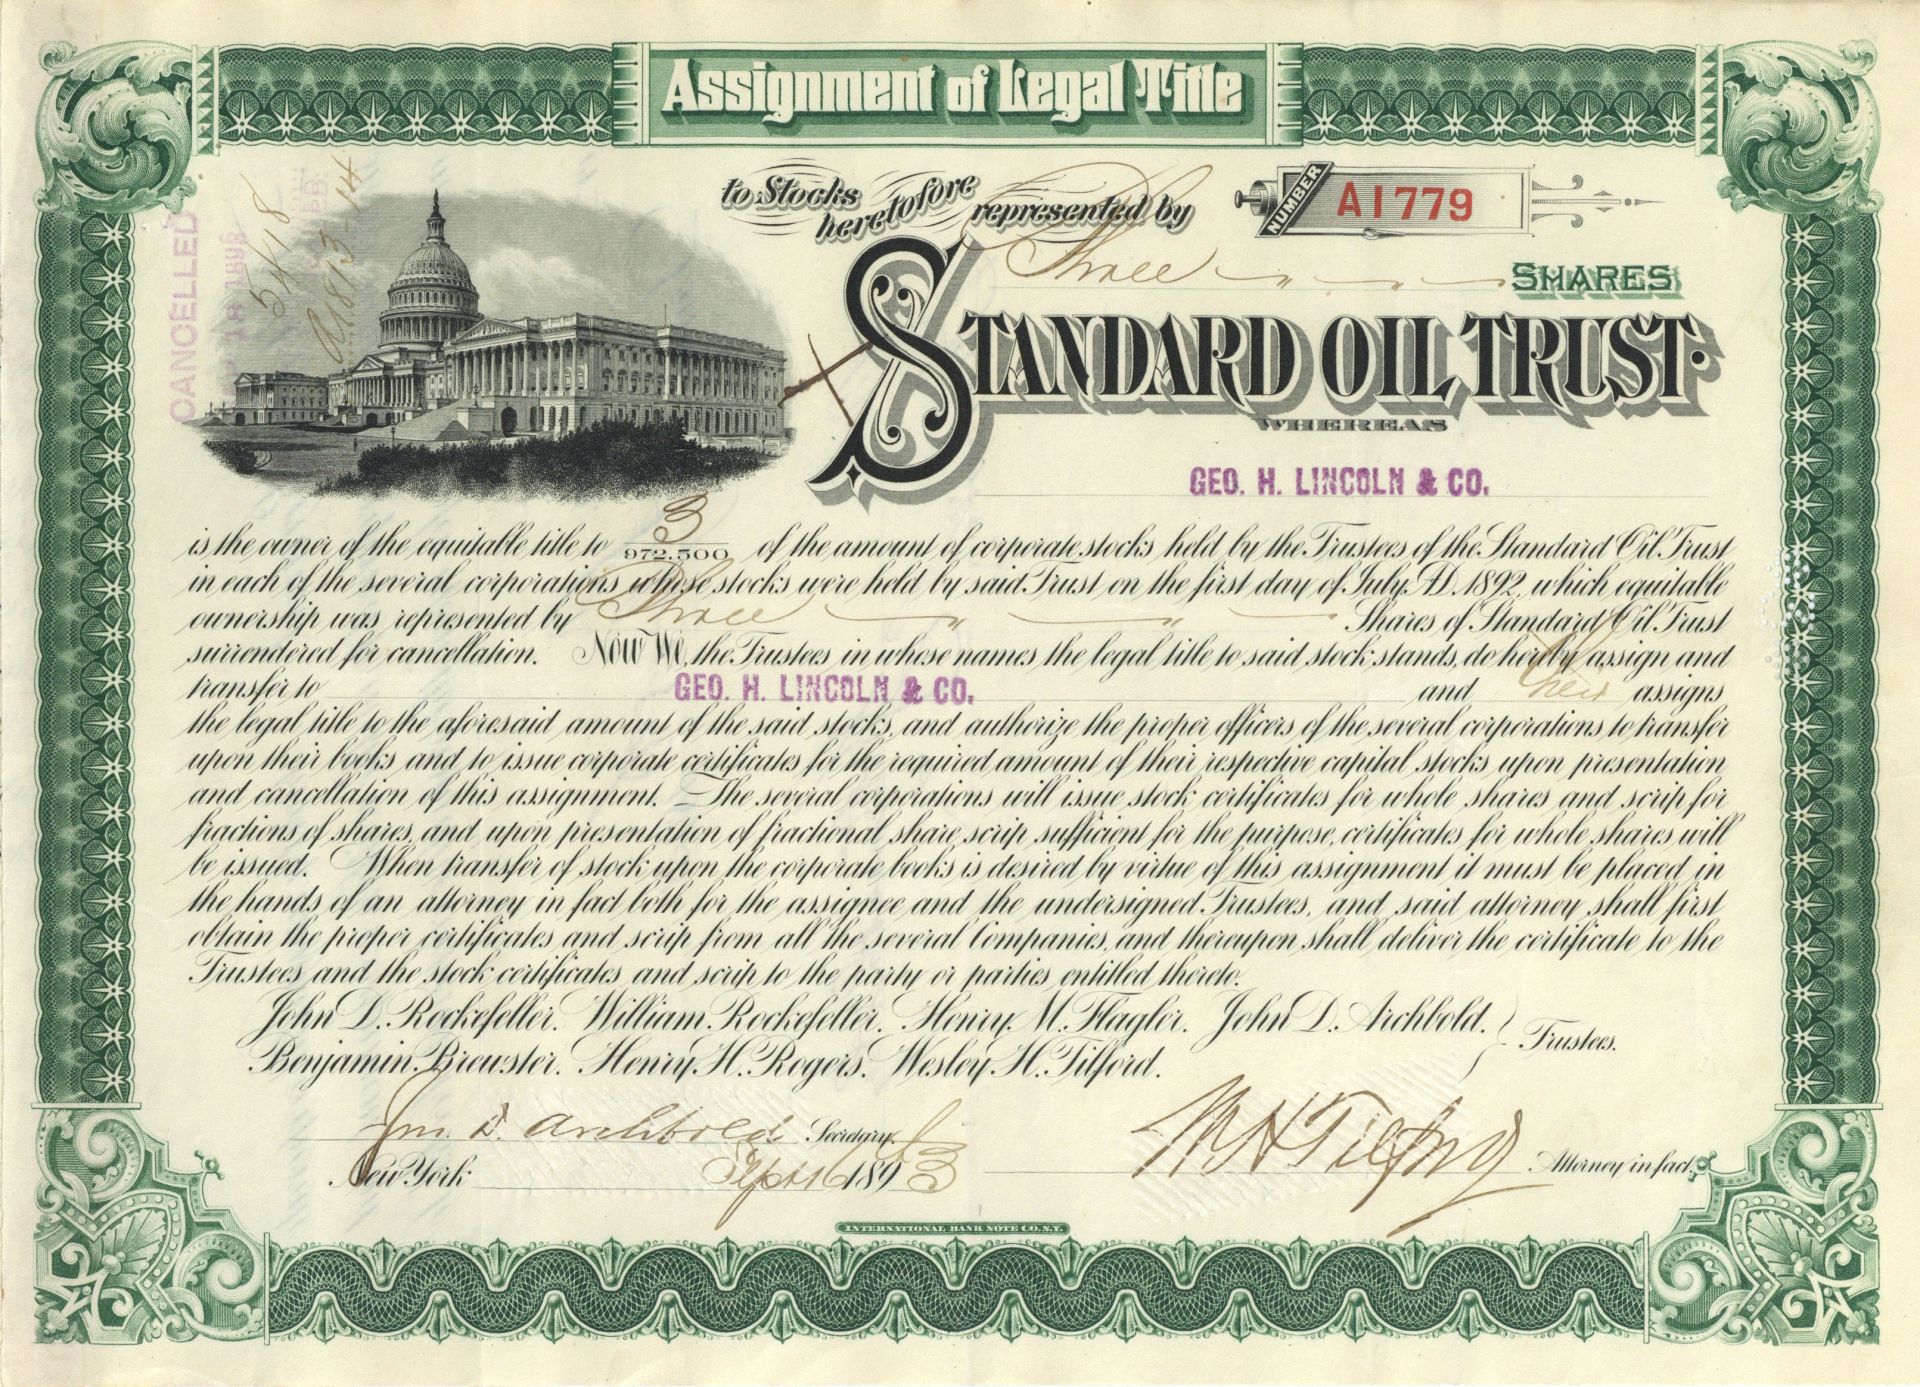 Assignment of Legal Title
to Stocks heretofore represented by
NUMBER A1779
Three SHARES
STANDARD OIL TRUST.
WHEREAS
GEO. H. LINCOLN & CO.
CANCELLED
5418
A1813-14
is the owner of the equitable title to 3/972,500 of the amount of corporate stocks held by the Trustees of the Standard Oil Trust
in each of the several corporations whose stocks were held by said Trust on the first day of July A.D. 1892, which equitable
ownership was represented by Three Shares of Standard Oil Trust
surrendered for cancellation. Now We, the Trustees in whose names the legal title to said stock stands, do hereby assign and
transfer to GEO. H. LINCOLN & CO. and their assigns
the legal title to the aforesaid amount of the said stocks, and authorize the proper officers of the several corporations to transfer
upon their books and to issue corporate certificates for the required amount of their respective capital stocks upon presentation
and cancellation of this assignment. The several corporations will issue stock certificates for whole shares and scrip for
fractions of shares, and upon presentation of fractional share scrip sufficient for the purpose, certificates for whole shares will
be issued. When transfer of stock upon the corporate books is desired by virtue of this assignment it must be placed in
the hands of an attorney in fact both for the assignee and the undersigned Trustees, and said attorney shall first
obtain the proper certificates and scrip from all the several Companies, and thereupon shall deliver the certificate to the
Trustees and the stock certificates and scrip to the party or parties entitled thereto.
John D. Rockefeller. William Rockefeller. Henry M. Flagler. John D. Archbold.
Benjamin Brewster. Henry H. Rogers. Wesley H. Tilford. Trustees.
Jno. D. Archbold Secretary.
W H Tilford Attorney in fact.
New York Sept 16 1893
INTERNATIONAL BANK NOTE CO. N.Y.